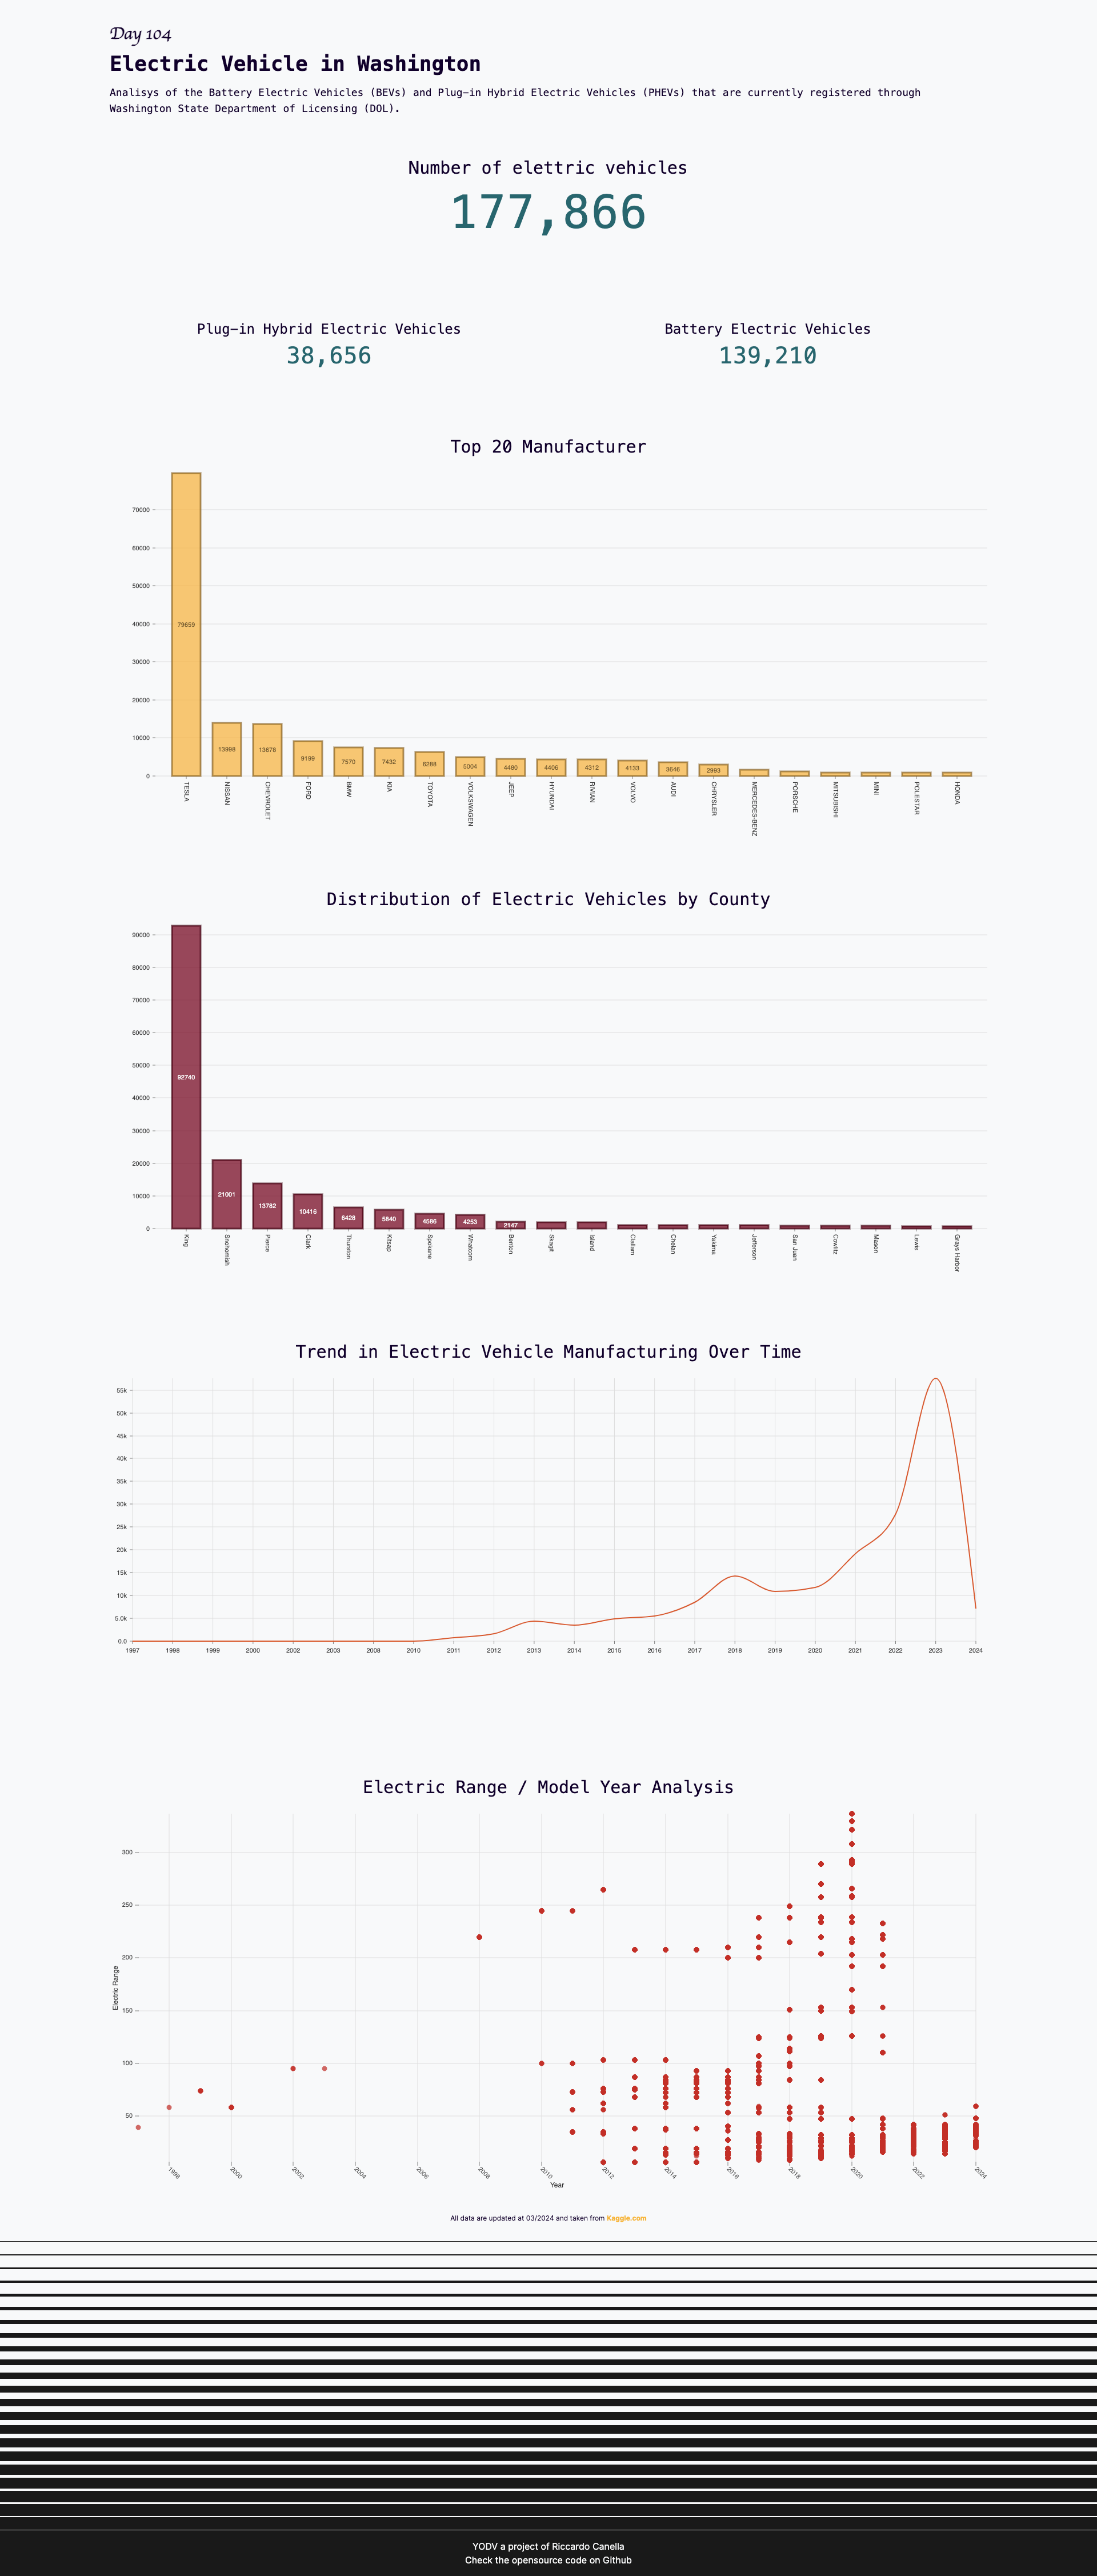 Day 104
Electric Vehicle in Washington
Analisys of the Battery Electric Vehicles (BEVs) and Plug-in Hybrid Electric Vehicles (PHEVs) that are currently registered through
Washington State Department of Licensing (DOL).
Number of elettric vehicles
177,866
Plug-in Hybrid Electric Vehicles
38,656
Battery Electric Vehicles
139,210
Top 20 Manufacturer
70000
60000
50000
40000
30000
20000
10000
0
79659
13998
13678
9199
7570
7432
6288
5004
4480
4406
4312
4133
3646
2993
TESLA
NISSAN
CHEVROLET
FORD
BMW
KIA
TOYOTA
VOLKSWAGEN
JEEP
HYUNDAI
RIVIAN
VOLVO
AUDI
CHRYSLER
MERCEDES-BENZ
PORSCHE
MITSUBISHI
MINI
POLESTAR
HONDA
Distribution of Electric Vehicles by County
90000
80000
70000
60000
50000
40000
30000
20000
10000
0
92740
21001
13782
10416
6428
5840
4586
4253
2147
King
Snohomish
Pierce
Clark
Thurston
Kitsap
Spokane
Whatcom
Benton
Skagit
Island
Clallam
Chelan
Yakima
Jefferson
San Juan
Cowlitz
Mason
Lewis
Grays Harbor
Trend in Electric Vehicle Manufacturing Over Time
55k
50k
45k
40k
35k
30k
25k
20k
15k
10k
5.0k
0.0
1997 1998 1999 2000 2002 2003 2008 2010 2011 2012 2013 2014 2015 2016 2017 2018 2019 2020 2021 2022 2023 2024
Electric Range / Model Year Analysis
Electric Range
300
250
200
150
100
50
1998 2000 2002 2004 2006 2008 2010 2012 2014 2016 2018 2020 2022 2024
Year
All data are updated at 03/2024 and taken from Kaggle.com
YODV a project of Riccardo Canella
Check the opensource code on Github